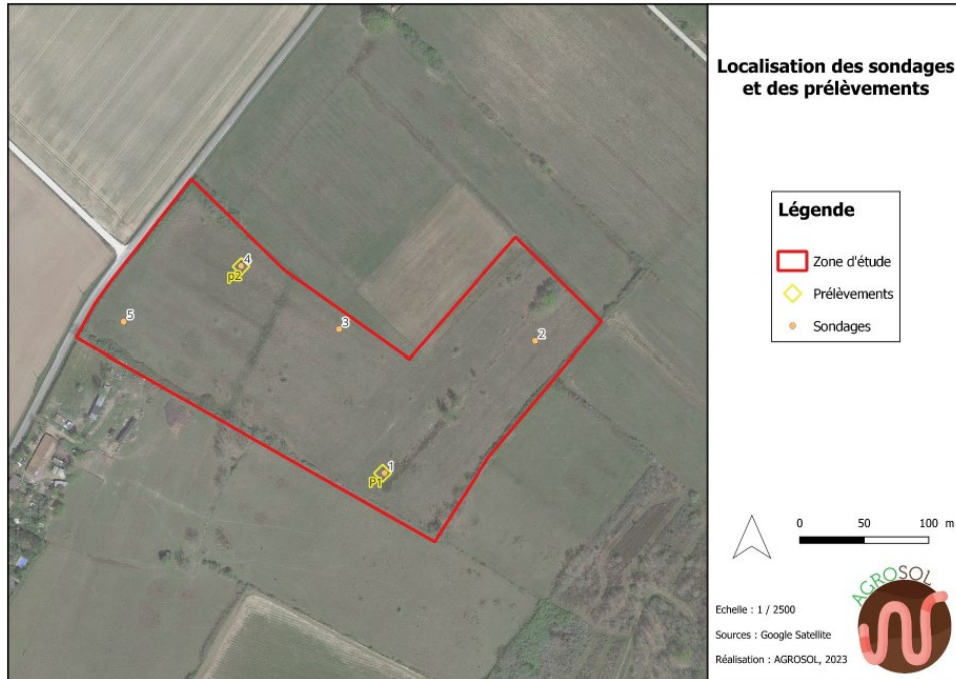 Localisation des sondages
et des prélèvements
Légende
Zone d'étude
Prélèvements
Sondages
4
p2
5
3
2
1
P1
0 50 100 m
AGROSOL
Echelle : 1 / 2500
Sources : Google Satellite
Réalisation : AGROSOL, 2023